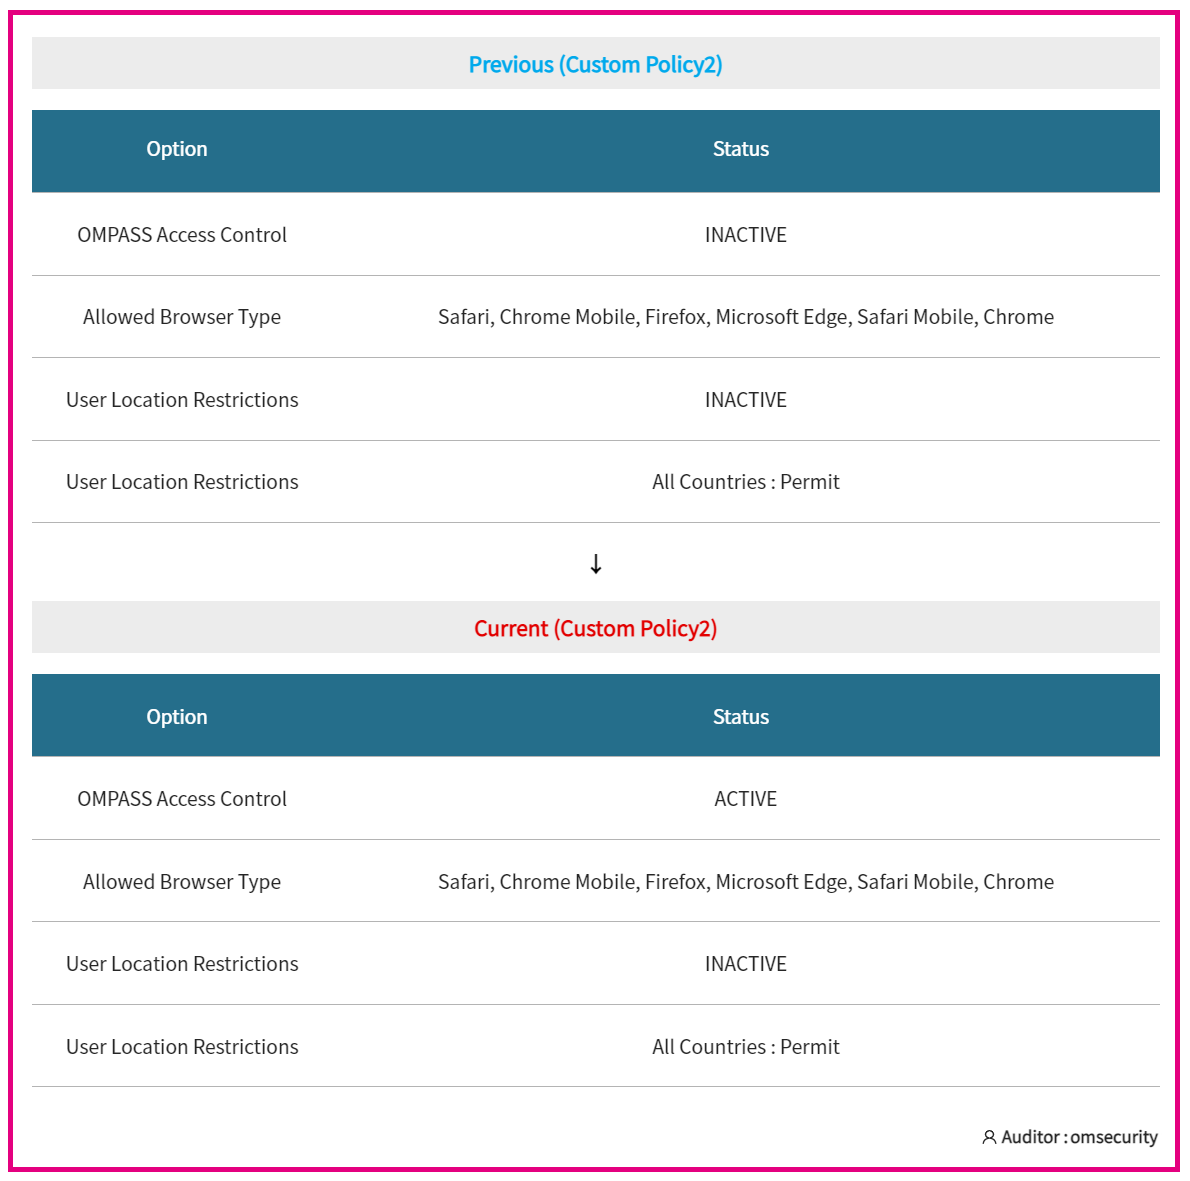 Previous (Custom Policy2)
Option Status
OMPASS Access Control INACTIVE
Allowed Browser Type Safari, Chrome Mobile, Firefox, Microsoft Edge, Safari Mobile, Chrome
User Location Restrictions INACTIVE
User Location Restrictions All Countries : Permit
↓
Current (Custom Policy2)
Option Status
OMPASS Access Control ACTIVE
Allowed Browser Type Safari, Chrome Mobile, Firefox, Microsoft Edge, Safari Mobile, Chrome
User Location Restrictions INACTIVE
User Location Restrictions All Countries : Permit
Auditor : omsecurity